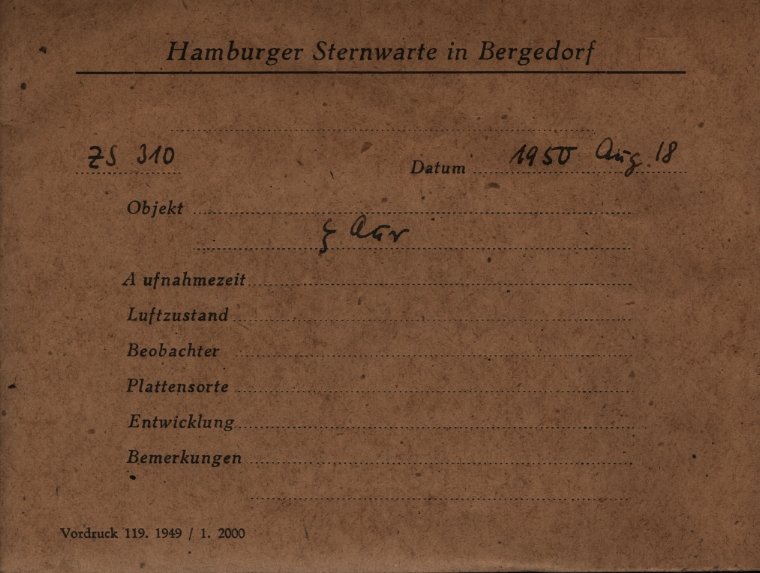 Hamburger Sternwarte in Bergedorf
ZS 310
Datum 1950 Aug 18
Objekt
ζ Aur
Aufnahmezeit
Luftzustand
Beobachter
Plattensorte
Entwicklung
Bemerkungen
Vordruck 119. 1949 / 1. 2000